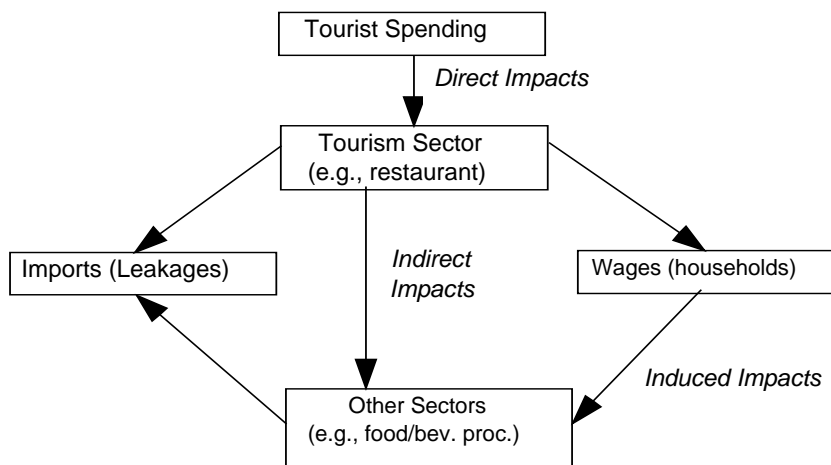 Tourist Spending
Direct Impacts
Tourism Sector
(e.g., restaurant)
Imports (Leakages)
Indirect
Impacts
Wages (households)
Induced Impacts
Other Sectors
(e.g., food/bev. proc.)